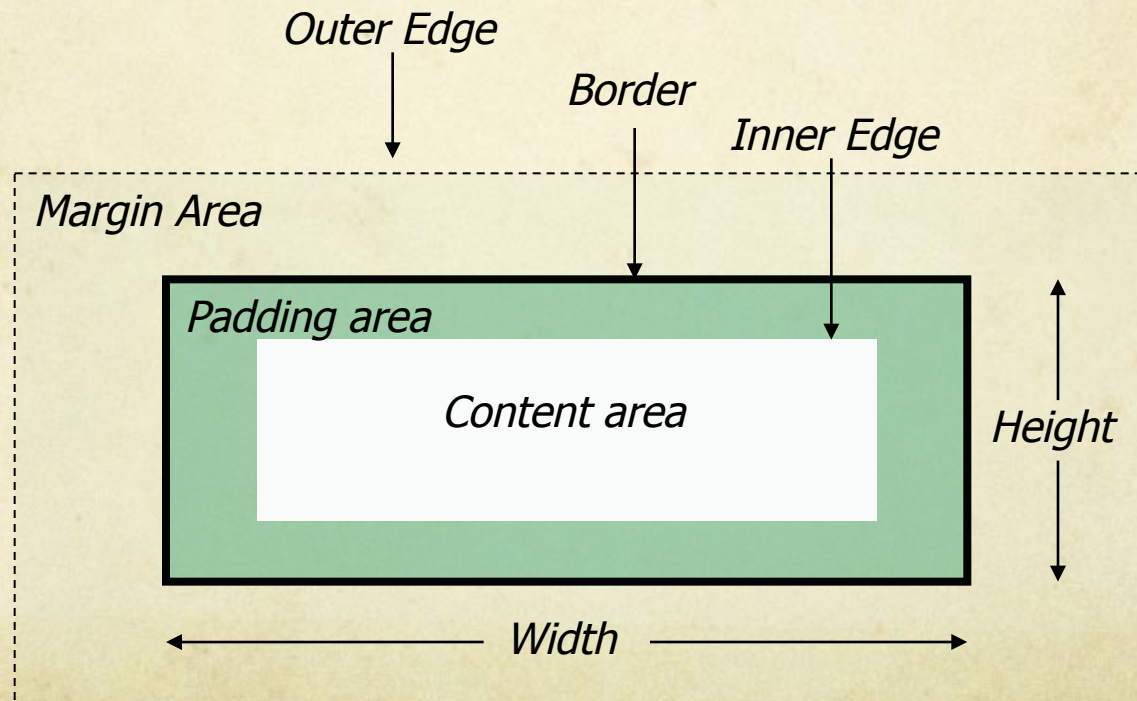 Outer Edge
Border
Inner Edge
Margin Area
Padding area
Content area
Height
Width